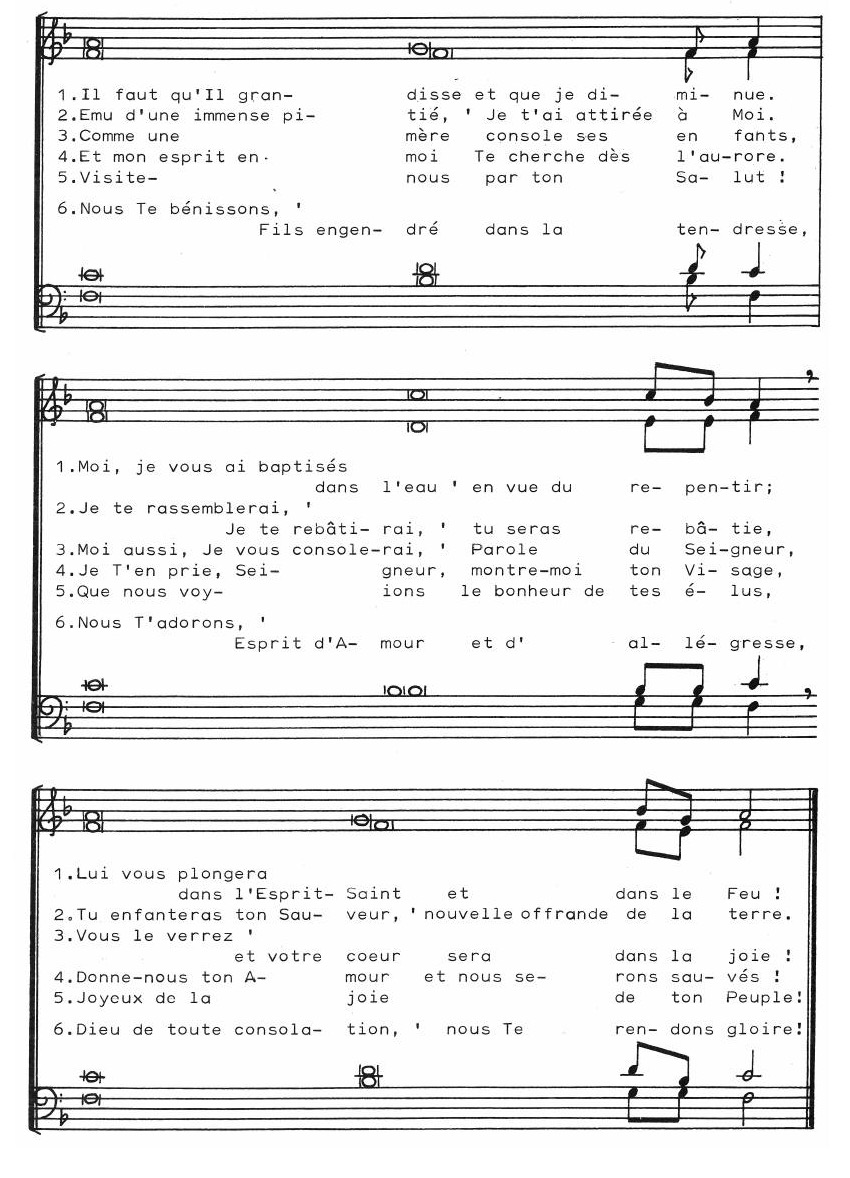 1.Il faut qu'Il gran- disse et que je di- mi- nue.
2.Emu d'une immense pi- tié, ' Je t'ai attirée à Moi.
3.Comme une mère console ses en fants,
4.Et mon esprit en- moi Te cherche dès l'au-rore.
5.Visite- nous par ton Sa- lut !
6.Nous Te bénissons, '
Fils engen- dré dans la ten- dresse,
1.Moi, je vous ai baptisés
dans l'eau ' en vue du re- pen-tir;
2.Je te rassemblerai, '
Je te rebâti- rai, ' tu seras re- bâ- tie,
3.Moi aussi, Je vous console-rai, ' Parole du Sei-gneur,
4.Je T'en prie, Sei- gneur, montre-moi ton Vi- sage,
5.Que nous voy- ions le bonheur de tes é- lus,
6.Nous T'adorons, '
Esprit d'A- mour et d' al- lé- gresse,
1.Lui vous plongera
dans l'Esprit- Saint et dans le Feu !
2.Tu enfanteras ton Sau- veur, ' nouvelle offrande de la terre.
3.Vous le verrez '
et votre coeur sera dans la joie !
4.Donne-nous ton A- mour et nous se- rons sau- vés !
5.Joyeux de la joie de ton Peuple!
6.Dieu de toute consola- tion, ' nous Te ren- dons gloire!